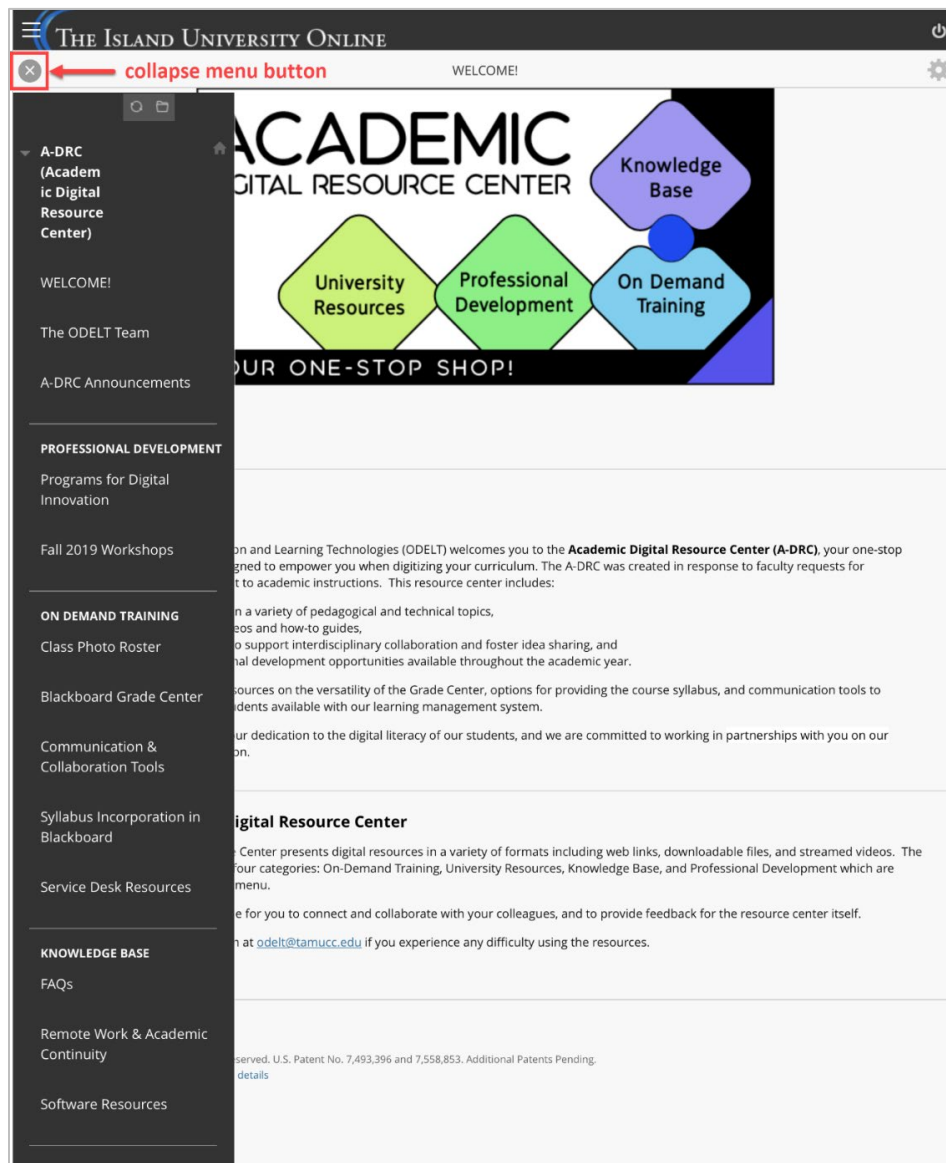 THE ISLAND UNIVERSITY ONLINE
collapse menu button
WELCOME!
A-DRC
(Academ
ic Digital
Resource
Center)
WELCOME!
The ODELT Team
A-DRC Announcements
PROFESSIONAL DEVELOPMENT
Programs for Digital
Innovation
Fall 2019 Workshops
ON DEMAND TRAINING
Class Photo Roster
Blackboard Grade Center
Communication &
Collaboration Tools
Syllabus Incorporation in
Blackboard
Service Desk Resources
KNOWLEDGE BASE
FAQs
Remote Work & Academic
Continuity
Software Resources
ACADEMIC
GITAL RESOURCE CENTER
Knowledge
Base
University
Resources
Professional
Development
On Demand
Training
OUR ONE-STOP SHOP!
on and Learning Technologies (ODELT) welcomes you to the Academic Digital Resource Center (A-DRC), your one-stop
gned to empower you when digitizing your curriculum. The A-DRC was created in response to faculty requests for
t to academic instructions. This resource center includes:
n a variety of pedagogical and technical topics,
eos and how-to guides,
o support interdisciplinary collaboration and foster idea sharing, and
nal development opportunities available throughout the academic year.
sources on the versatility of the Grade Center, options for providing the course syllabus, and communication tools to
udents available with our learning management system.
ur dedication to the digital literacy of our students, and we are committed to working in partnerships with you on our
on.
igital Resource Center
Center presents digital resources in a variety of formats including web links, downloadable files, and streamed videos. The
four categories: On-Demand Training, University Resources, Knowledge Base, and Professional Development which are
menu.
e for you to connect and collaborate with your colleagues, and to provide feedback for the resource center itself.
n at odelt@tamucc.edu if you experience any difficulty using the resources.
served. U.S. Patent No. 7,493,396 and 7,558,853. Additional Patents Pending.
details